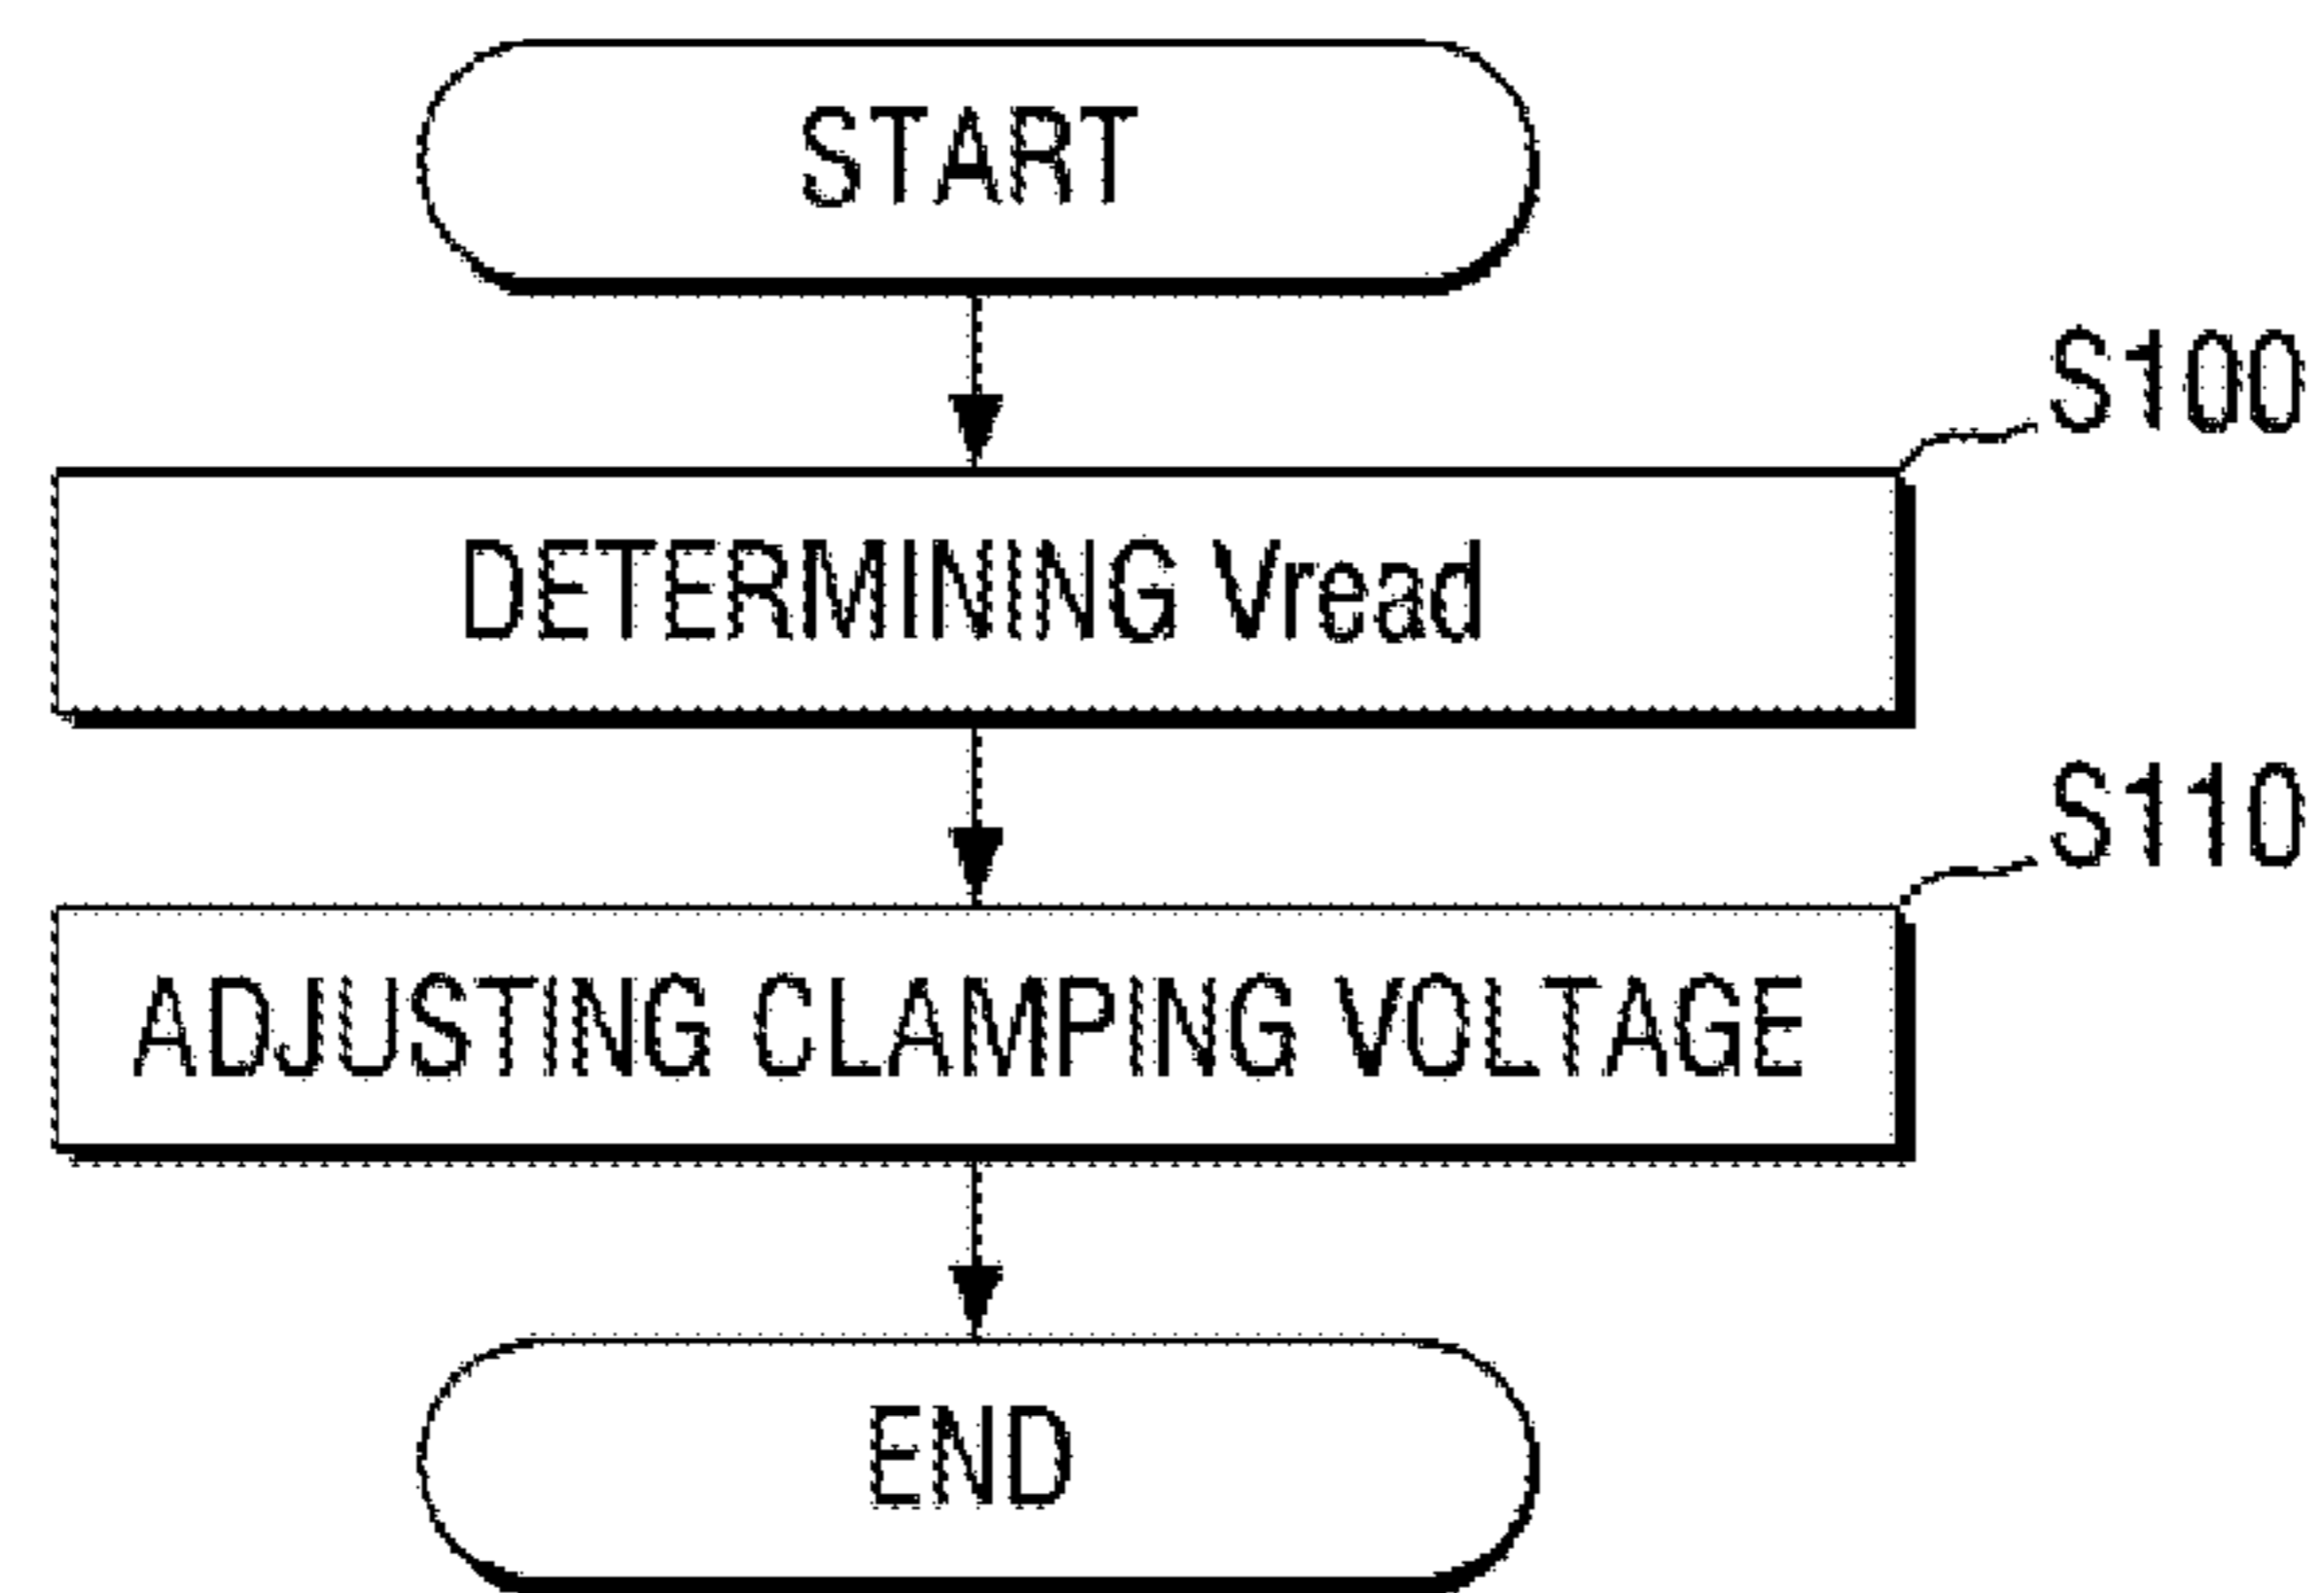 START
S100
DETERMINING Vread
S110
ADJUSTING CLAMPING VOLTAGE
END